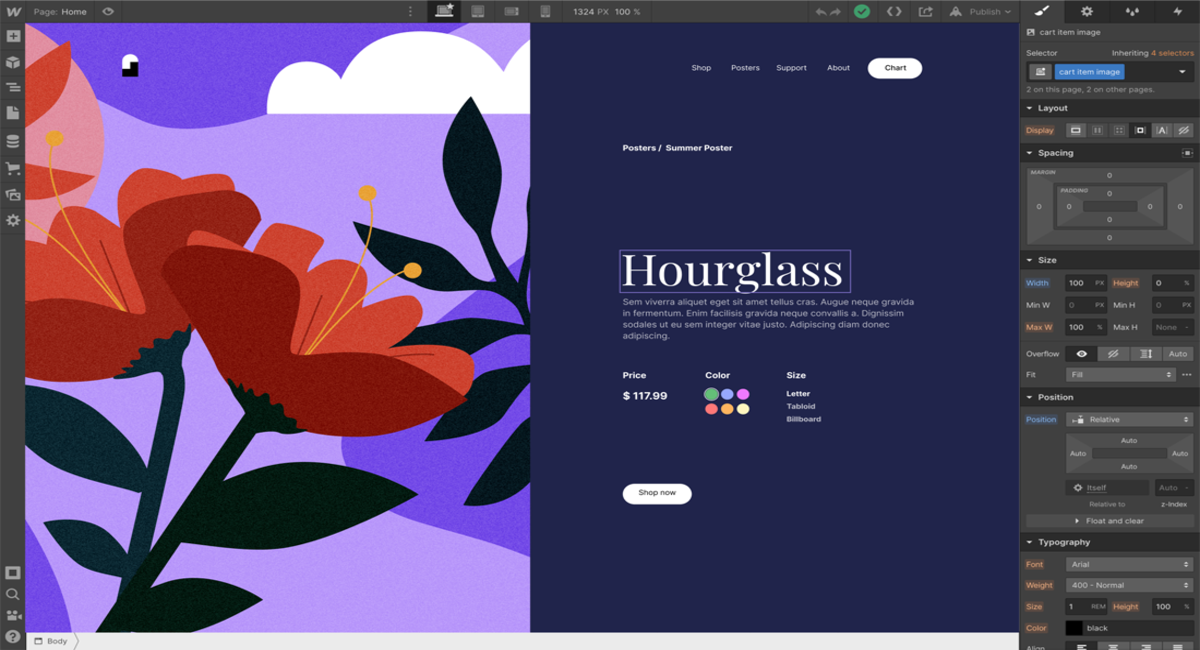 Page: Home
1324 PX 100 %
Publish
cart item image
Selector
Inheriting 4 selectors
cart item image
2 on this page, 2 on other pages.
Shop Posters Support About Chart
Posters / Summer Poster
Hourglass
Sem viverra aliquet eget sit amet tellus cras. Augue neque gravida
in fermentum. Enim facilisis gravida neque convallis a. Dignissim
sodales ut eu sem integer vitae justo. Adipiscing diam donec
adipiscing.
Price Color Size
$ 117.99
Letter
Tabloid
Billboard
Shop now
Body
Layout
Display
Spacing
MARGIN
0
PADDING
0
0 0 0 0
0
0
Size
Width 100 PX Height 0 %
Min W 0 PX Min H 0 PX
Max W 100 % Max H None -
Overflow Auto
Fit Fill
Position
Position Relative
Auto
Auto Auto
Auto
Itself Auto -
Relative to z-Index
Float and clear
Typography
Font Arial
Weight 400 - Normal
Size 1 REM Height 100 %
Color black
Align